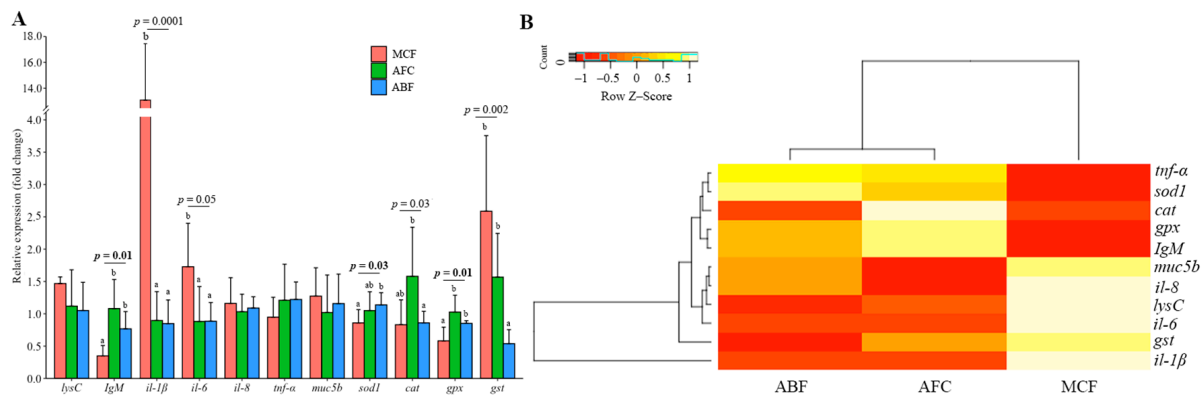 A
B
p = 0.0001
18.0
16.0
14.0
4.0
3.5
3.0
2.5
2.0
1.5
1.0
0.5
0.0
Relative expression (fold change)
MCF
AFC
ABF
p = 0.002
p = 0.05
p = 0.03
p = 0.01
p = 0.03
p = 0.01
a b b
b a a
b a a
a ab b
ab b a
a b b
b b a
lysC IgM il-1β il-6 il-8 tnf-α muc5b sod1 cat gpx gst
Count
0
−1 −0.5 0 0.5 1
Row Z−Score
tnf-α
sod1
cat
gpx
IgM
muc5b
il-8
lysC
il-6
gst
il-1β
ABF AFC MCF